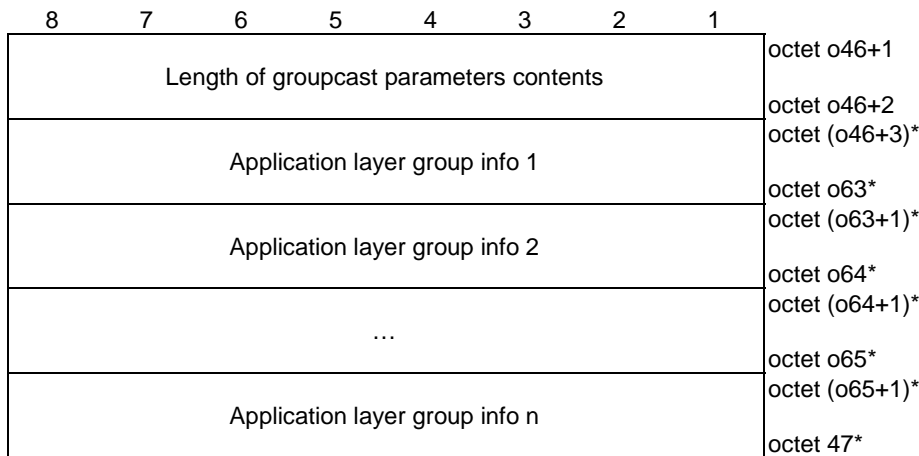 8 7 6 5 4 3 2 1
octet o46+1
Length of groupcast parameters contents
octet o46+2
octet (o46+3)*
Application layer group info 1
octet o63*
octet (o63+1)*
Application layer group info 2
octet o64*
octet (o64+1)*
…
octet o65*
octet (o65+1)*
Application layer group info n
octet 47*